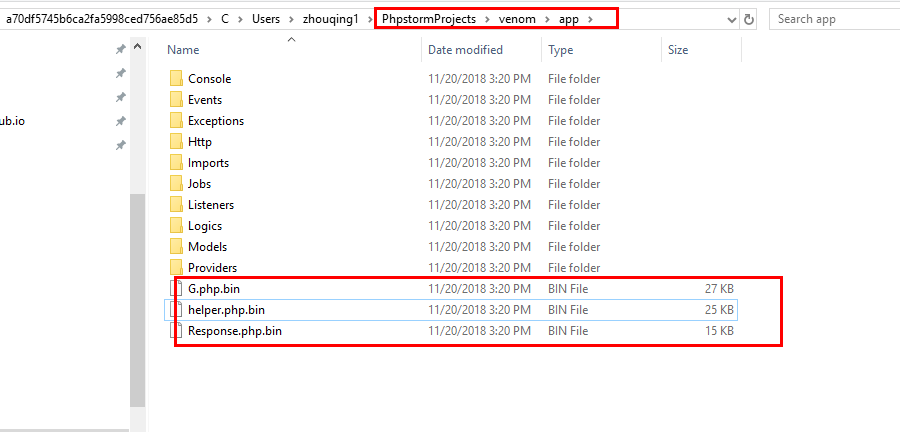 a70df5745b6ca2fa5998ced756ae85d5 > C > Users > zhouqing1 > PhpstormProjects > venom > app > Search app
Name Date modified Type Size
Console 11/20/2018 3:20 PM File folder
Events 11/20/2018 3:20 PM File folder
Exceptions 11/20/2018 3:20 PM File folder
ub.io Http 11/20/2018 3:20 PM File folder
Imports 11/20/2018 3:20 PM File folder
Jobs 11/20/2018 3:20 PM File folder
Listeners 11/20/2018 3:20 PM File folder
Logics 11/20/2018 3:20 PM File folder
Models 11/20/2018 3:20 PM File folder
Providers 11/20/2018 3:20 PM File folder
G.php.bin 11/20/2018 3:20 PM BIN File 27 KB
helper.php.bin 11/20/2018 3:20 PM BIN File 25 KB
Response.php.bin 11/20/2018 3:20 PM BIN File 15 KB